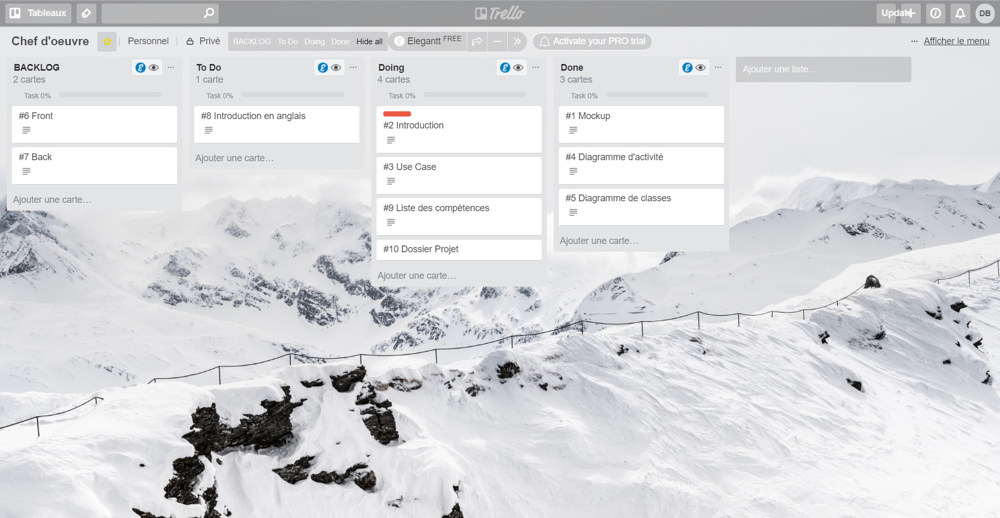 Tableaux
Trello
Update
DB
Chef d'oeuvre
Personnel
Privé
BACKLOG To Do Doing Done Hide all
Elegantt FREE
Activate your PRO trial
Afficher le menu
BACKLOG
2 cartes
Task 0%
#6 Front
#7 Back
Ajouter une carte…
To Do
1 carte
Task 0%
#8 Introduction en anglais
Ajouter une carte…
Doing
4 cartes
Task 0%
#2 Introduction
#3 Use Case
#9 Liste des compétences
#10 Dossier Projet
Ajouter une carte…
Done
3 cartes
Task 0%
#1 Mockup
#4 Diagramme d'activité
#5 Diagramme de classes
Ajouter une carte…
Ajouter une liste…